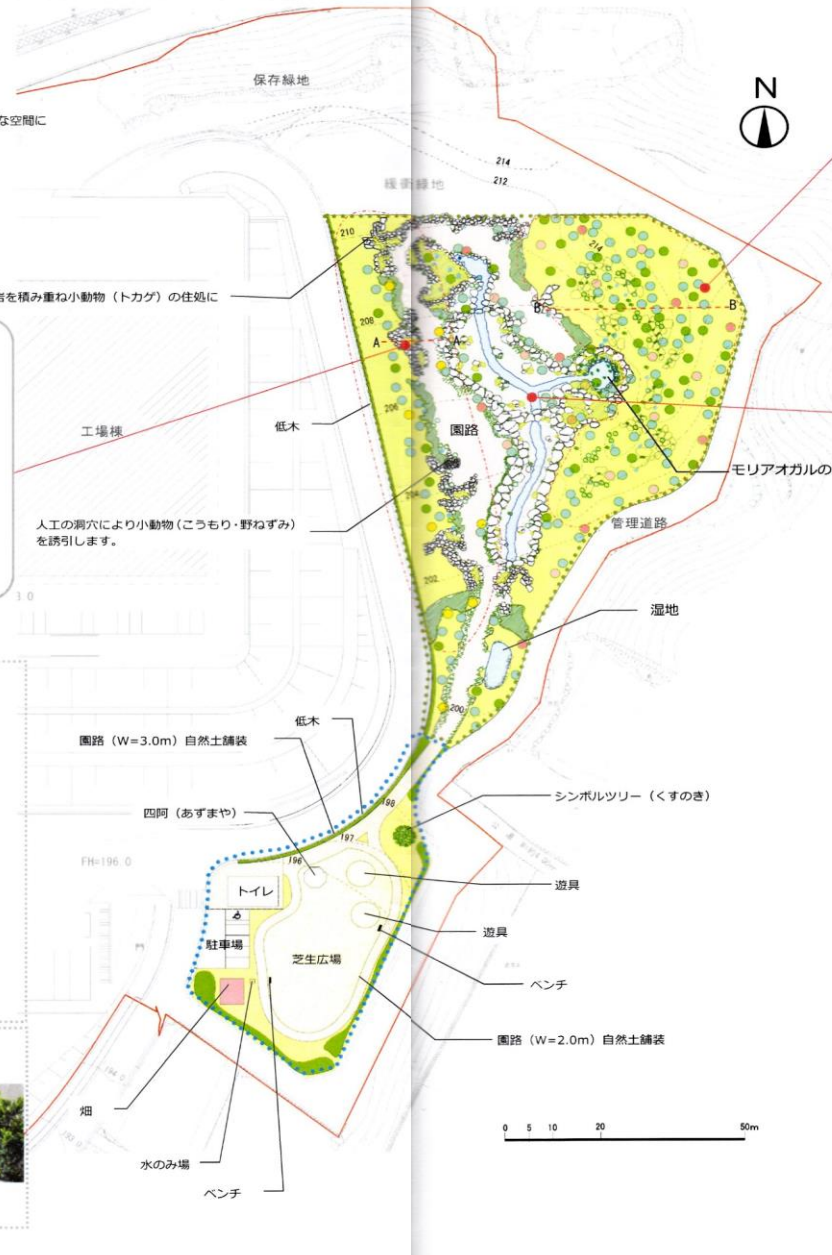 保存緑地
N
な空間に
214
緩衝緑地
212
210
214
岩を積み重ね小動物（トカゲ）の住処に
B
B
208
A
A
206
工場棟
低木
園路
モリアオガルの
204
人工の洞穴により小動物（こうもり・野ねずみ）
を誘引します。
管理道路
202
3.0
湿地
200
低木
園路（W=3.0m）自然土舗装
シンボルツリー（くすのき）
198
四阿（あずまや）
197
FH=196.0
196
トイレ
遊具
遊具
駐車場
芝生広場
ベンチ
園路（W=2.0m）自然土舗装
194.0
畑
0 5 10 20 50m
193.0
水のみ場
ベンチ